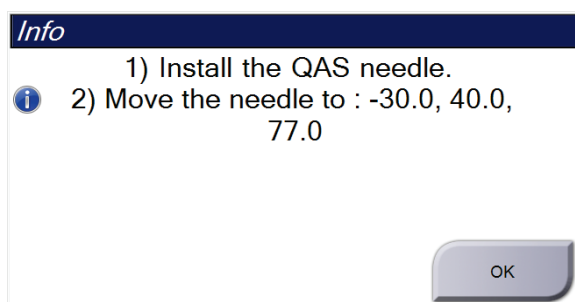 Info
1) Install the QAS needle.
2) Move the needle to : -30.0, 40.0,
77.0
OK